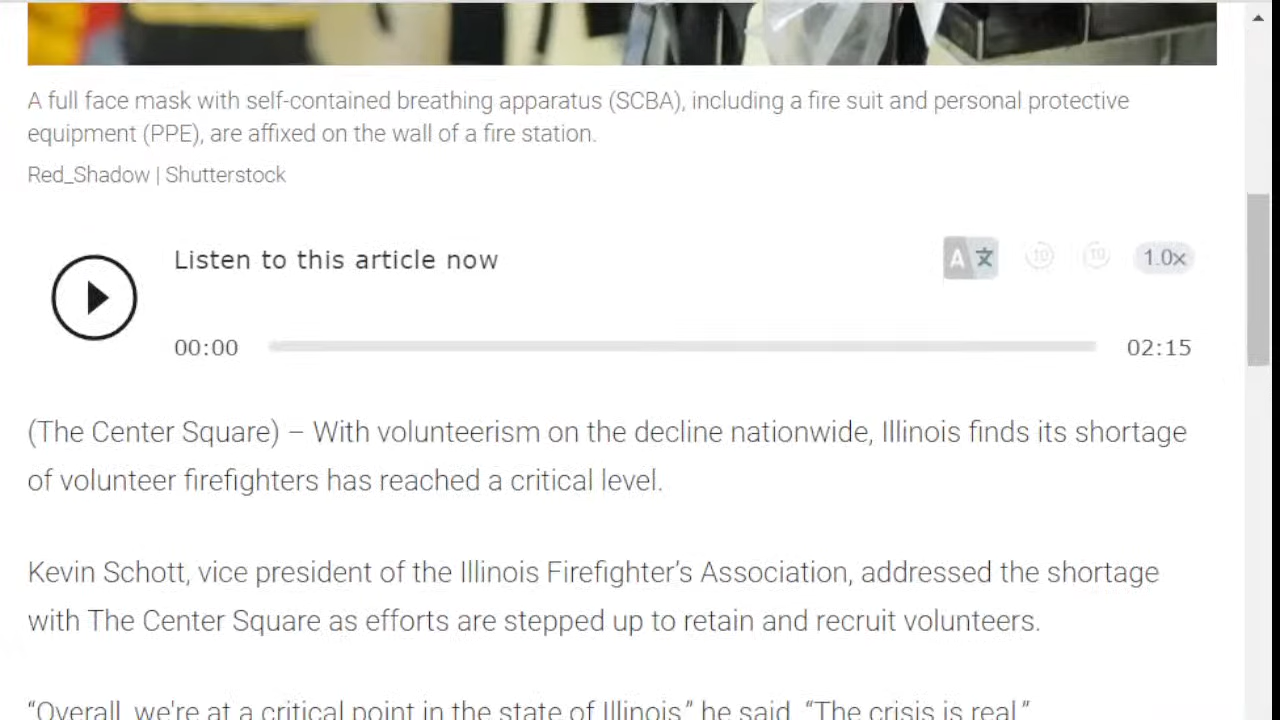 A full face mask with self-contained breathing apparatus (SCBA), including a fire suit and personal protective
equipment (PPE), are affixed on the wall of a fire station.
Red_Shadow | Shutterstock
Listen to this article now
A 文
10
10
1.0x
00:00
02:15
(The Center Square) – With volunteerism on the decline nationwide, Illinois finds its shortage
of volunteer firefighters has reached a critical level.
Kevin Schott, vice president of the Illinois Firefighter’s Association, addressed the shortage
with The Center Square as efforts are stepped up to retain and recruit volunteers.
“Overall, we're at a critical point in the state of Illinois,” he said. “The crisis is real.”